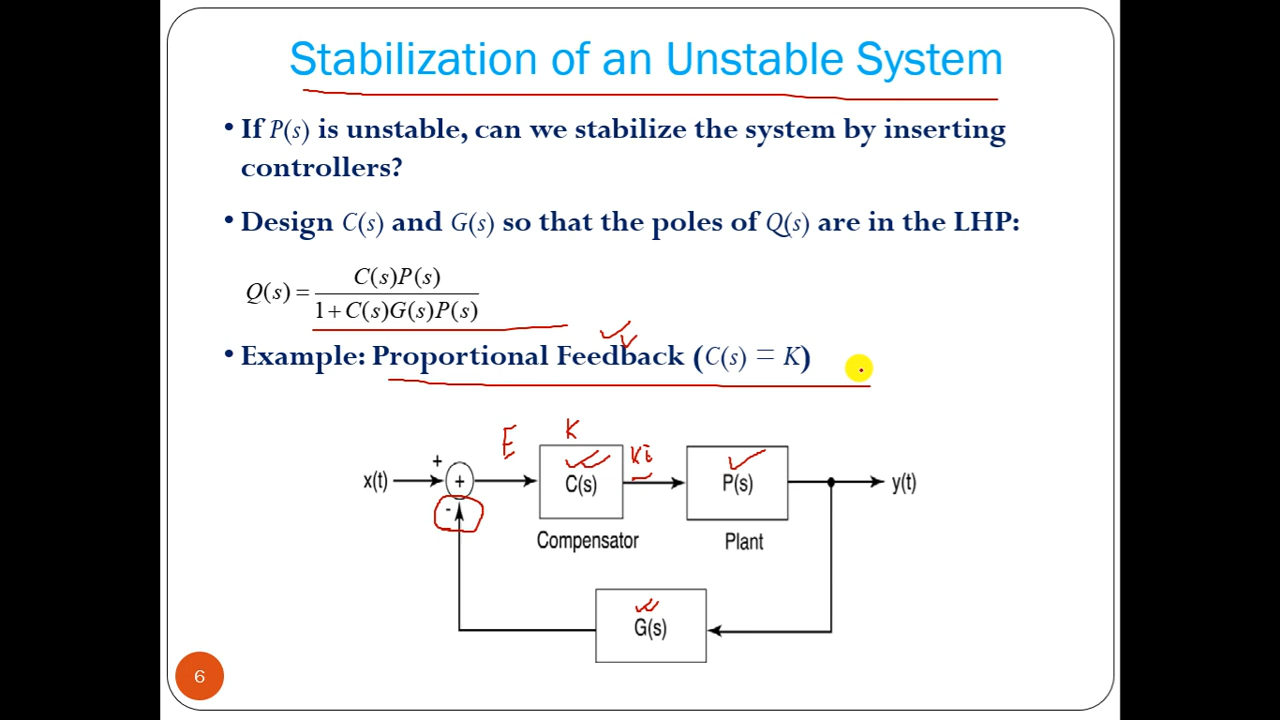 Stabilization of an Unstable System
• If P(s) is unstable, can we stabilize the system by inserting
controllers?
• Design C(s) and G(s) so that the poles of Q(s) are in the LHP:
Q(s) = C(s)P(s) / 1 + C(s)G(s)P(s)
• Example: Proportional Feedback (C(s) = K)
E
K
+
x(t)
+
C(s)
P(s)
y(t)
-
Compensator
Plant
G(s)
6